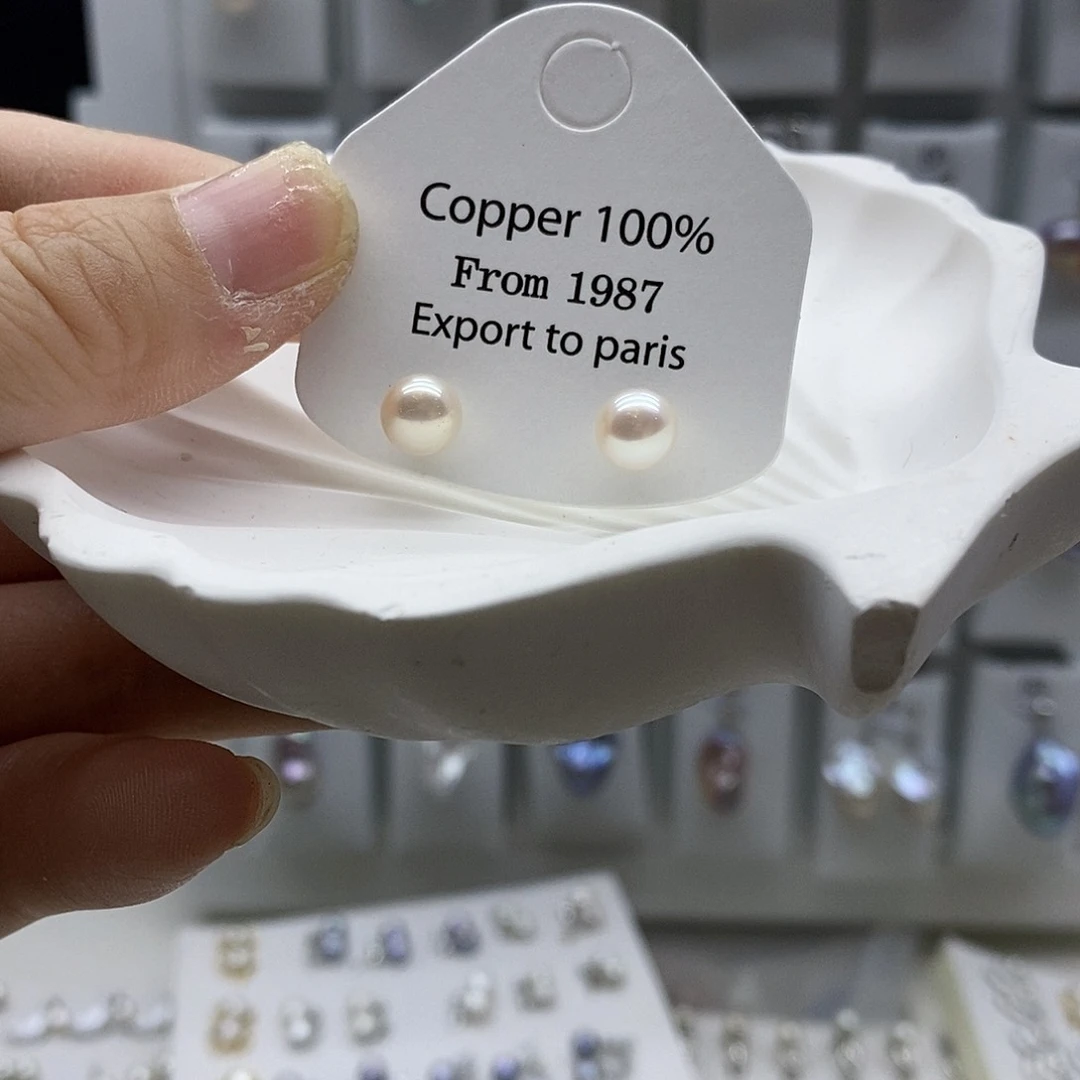 Copper 100%
From 1987
Export to paris